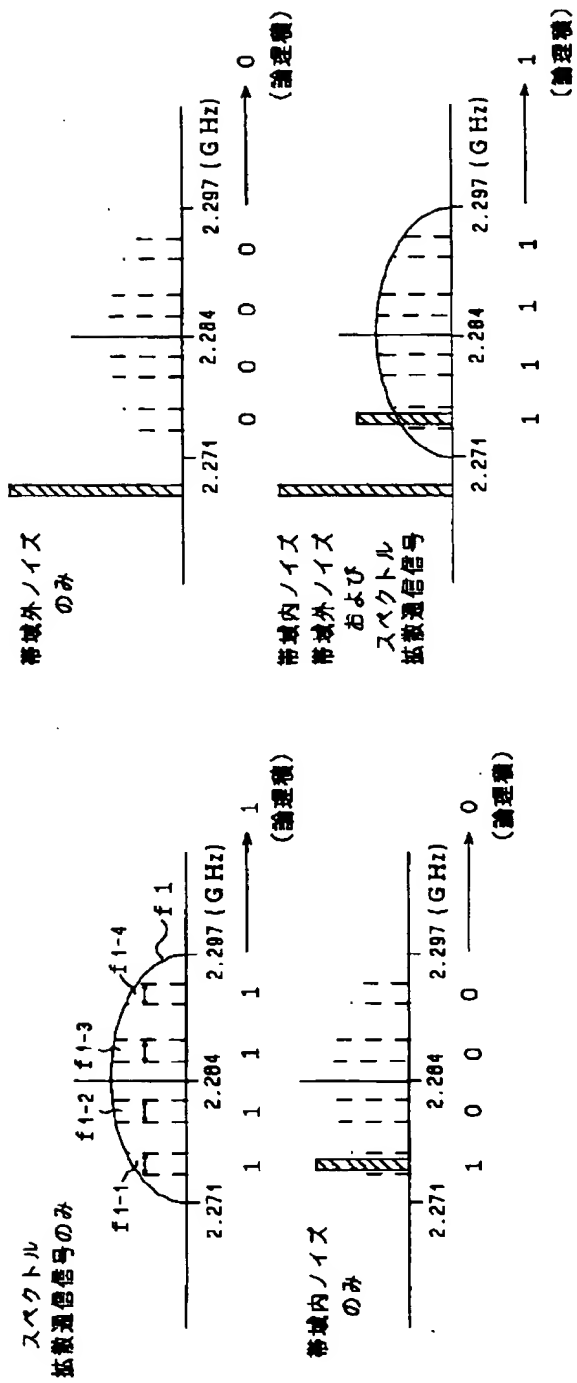 スペクトル
拡散通信信号のみ
f1-1
f1-2
f1-3
f1-4
f1
2.271
2.284
2.297 (GHz)
1 1 1 1 1
(論理積)
帯域内ノイズ
のみ
2.271
2.284
2.297 (GHz)
1 0 0 0 0
(論理積)
帯域外ノイズ
のみ
2.271
2.284
2.297 (GHz)
0 0 0 0 0
(論理積)
帯域内ノイズ
帯域外ノイズ
および
スペクトル
拡散通信信号
2.271
2.284
2.297 (GHz)
1 1 1 1 1
(論理積)